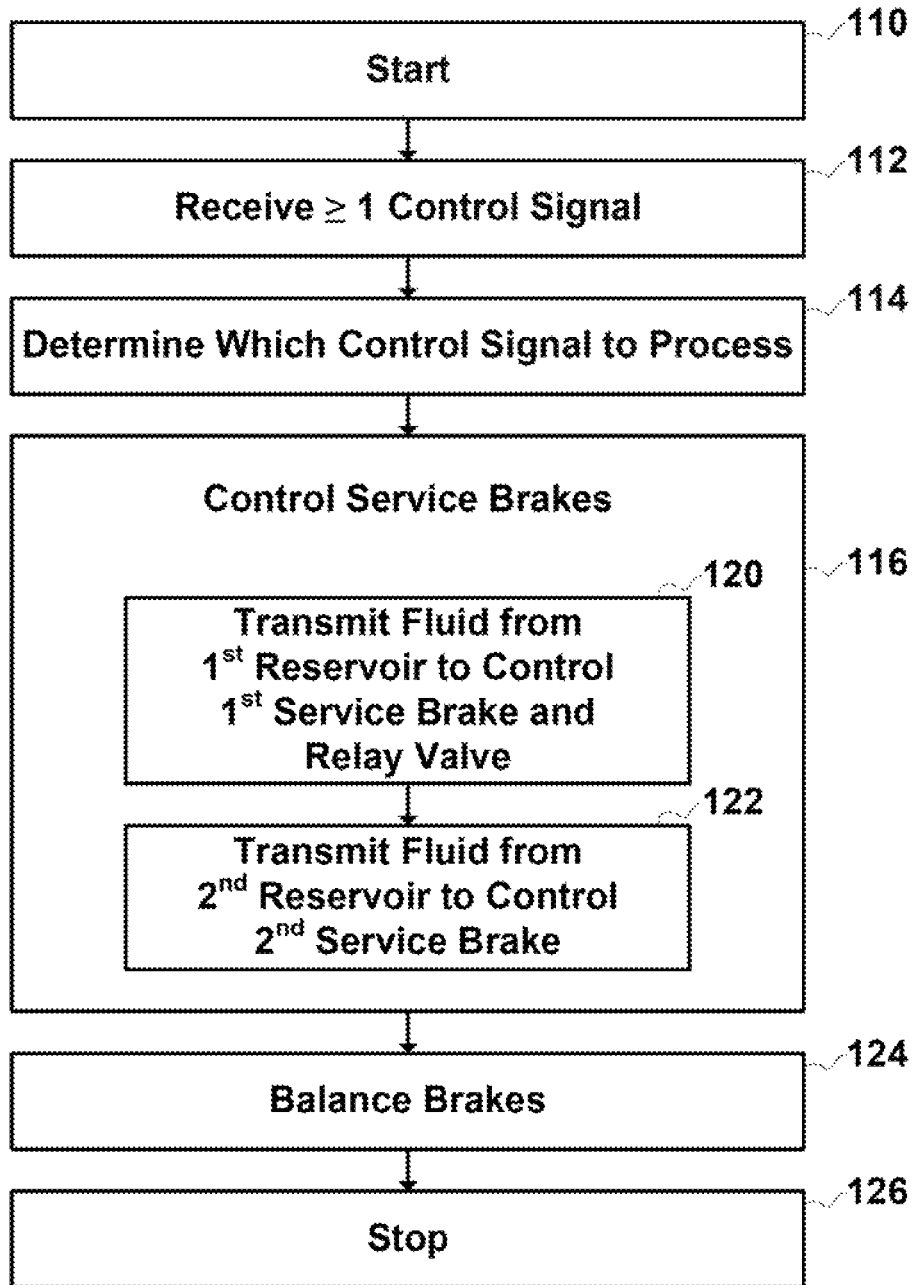 110
Start
112
Receive ≥ 1 Control Signal
114
Determine Which Control Signal to Process
116
Control Service Brakes
120
Transmit Fluid from
1st Reservoir to Control
1st Service Brake and
Relay Valve
122
Transmit Fluid from
2nd Reservoir to Control
2nd Service Brake
124
Balance Brakes
126
Stop